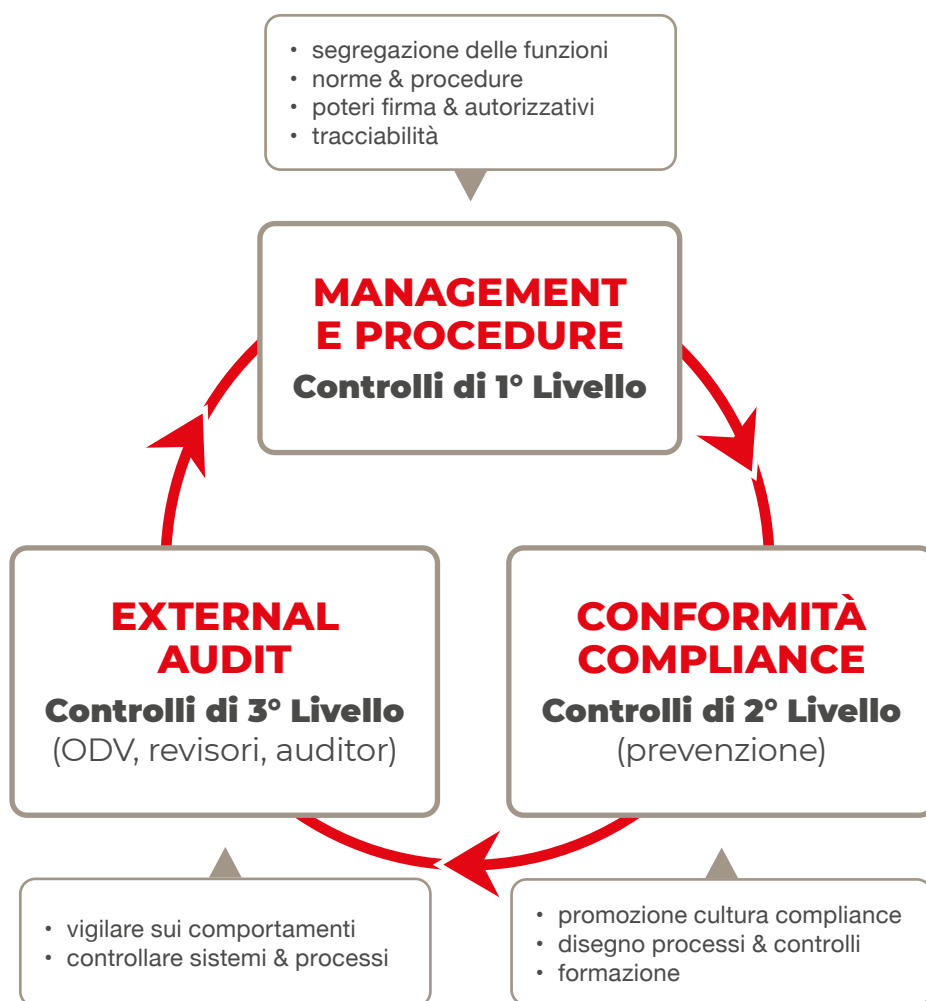 • segregazione delle funzioni
• norme & procedure
• poteri firma & autorizzativi
• tracciabilità
MANAGEMENT
E PROCEDURE
Controlli di 1° Livello
EXTERNAL
AUDIT
Controlli di 3° Livello
(ODV, revisori, auditor)
CONFORMITÀ
COMPLIANCE
Controlli di 2° Livello
(prevenzione)
• vigilare sui comportamenti
• controllare sistemi & processi
• promozione cultura compliance
• disegno processi & controlli
• formazione